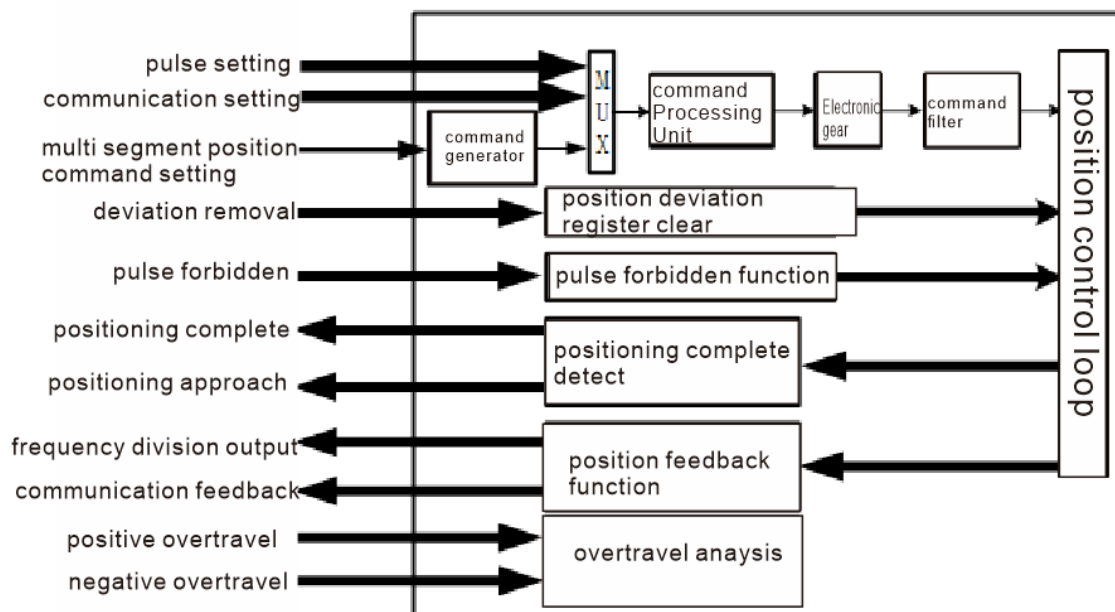 pulse setting
communication setting
multi segment position
command setting
deviation removal
pulse forbidden
positioning complete
positioning approach
frequency division output
communication feedback
positive overtravel
negative overtravel
command
generator
M
U
X
command
Processing
Unit
Electronic
gear
command
filter
position deviation
register clear
pulse forbidden function
positioning complete
detect
position feedback
function
overtravel anaysis
position control loop